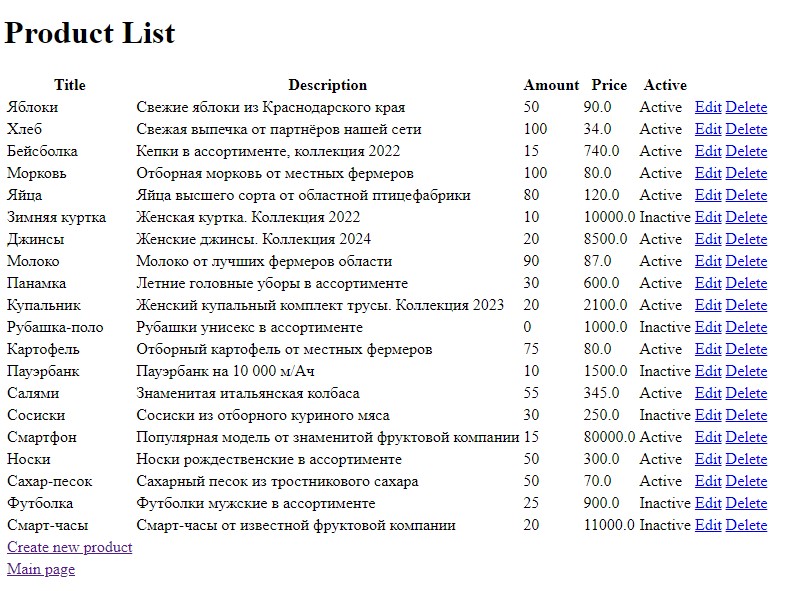 Product List
Title Description Amount Price Active
Яблоки Свежие яблоки из Краснодарского края 50 90.0 Active Edit Delete
Хлеб Свежая выпечка от партнёров нашей сети 100 34.0 Active Edit Delete
Бейсболка Кепки в ассортименте, коллекция 2022 15 740.0 Active Edit Delete
Морковь Отборная морковь от местных фермеров 100 80.0 Active Edit Delete
Яйца Яйца высшего сорта от областной птицефабрики 80 120.0 Active Edit Delete
Зимняя куртка Женская куртка. Коллекция 2022 10 10000.0 Inactive Edit Delete
Джинсы Женские джинсы. Коллекция 2024 20 8500.0 Active Edit Delete
Молоко Молоко от лучших фермеров области 90 87.0 Active Edit Delete
Панамка Летние головные уборы в ассортименте 30 600.0 Active Edit Delete
Купальник Женский купальный комплект трусы. Коллекция 2023 20 2100.0 Active Edit Delete
Рубашка-поло Рубашки унисекс в ассортименте 0 1000.0 Inactive Edit Delete
Картофель Отборный картофель от местных фермеров 75 80.0 Active Edit Delete
Пауэрбанк Пауэрбанк на 10 000 м/Ач 10 1500.0 Inactive Edit Delete
Салями Знаменитая итальянская колбаса 55 345.0 Active Edit Delete
Сосиски Сосиски из отборного куриного мяса 30 250.0 Inactive Edit Delete
Смартфон Популярная модель от знаменитой фруктовой компании 15 80000.0 Active Edit Delete
Носки Носки рождественские в ассортименте 50 300.0 Active Edit Delete
Сахар-песок Сахарный песок из тростникового сахара 50 70.0 Active Edit Delete
Футболка Футболки мужские в ассортименте 25 900.0 Inactive Edit Delete
Смарт-часы Смарт-часы от известной фруктовой компании 20 11000.0 Inactive Edit Delete
Create new product
Main page